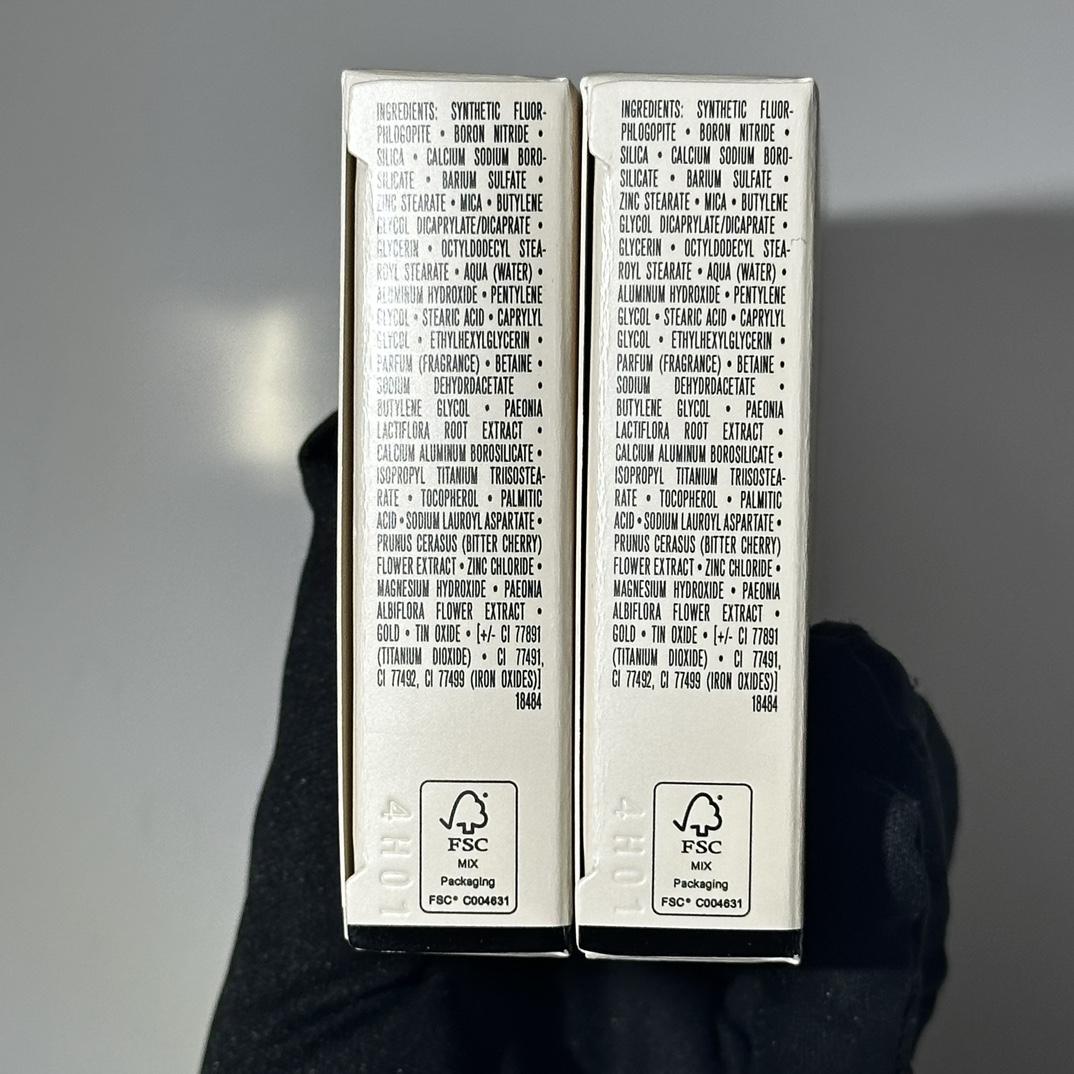 INGREDIENTS: SYNTHETIC FLUOR-
PHLOGOPITE • BORON NITRIDE •
SILICA • CALCIUM SODIUM BORO-
SILICATE • BARIUM SULFATE •
ZINC STEARATE • MICA • BUTYLENE
GLYCOL DICAPRYLATE/DICAPRATE •
GLYCERIN • OCTYLDODECYL STEA-
ROYL STEARATE • AQUA (WATER) •
ALUMINUM HYDROXIDE • PENTYLENE
GLYCOL • STEARIC ACID • CAPRYLYL
GLYCOL • ETHYLHEXYLGLYCERIN •
PARFUM (FRAGRANCE) • BETAINE •
SODIUM DEHYDRDACETATE •
BUTYLENE GLYCOL • PAEONIA
LACTIFLORA ROOT EXTRACT •
CALCIUM ALUMINUM BOROSILICATE •
ISOPROPYL TITANIUM TRIISOSTEA-
RATE • TOCOPHEROL • PALMITIC
ACID • SODIUM LAUROYL ASPARTATE •
PRUNUS CERASUS (BITTER CHERRY)
FLOWER EXTRACT • ZINC CHLORIDE •
MAGNESIUM HYDROXIDE • PAEONIA
ALBIFLORA FLOWER EXTRACT •
GOLD • TIN OXIDE • [+/- CI 77891
(TITANIUM DIOXIDE) • CI 77491,
CI 77492, CI 77499 (IRON OXIDES)]
18484
4H01
FSC
MIX
Packaging
FSC® C004631
INGREDIENTS: SYNTHETIC FLUOR-
PHLOGOPITE • BORON NITRIDE •
SILICA • CALCIUM SODIUM BORO-
SILICATE • BARIUM SULFATE •
ZINC STEARATE • MICA • BUTYLENE
GLYCOL DICAPRYLATE/DICAPRATE •
GLYCERIN • OCTYLDODECYL STEA-
ROYL STEARATE • AQUA (WATER) •
ALUMINUM HYDROXIDE • PENTYLENE
GLYCOL • STEARIC ACID • CAPRYLYL
GLYCOL • ETHYLHEXYLGLYCERIN •
PARFUM (FRAGRANCE) • BETAINE •
SODIUM DEHYDRDACETATE •
BUTYLENE GLYCOL • PAEONIA
LACTIFLORA ROOT EXTRACT •
CALCIUM ALUMINUM BOROSILICATE •
ISOPROPYL TITANIUM TRIISOSTEA-
RATE • TOCOPHEROL • PALMITIC
ACID • SODIUM LAUROYL ASPARTATE •
PRUNUS CERASUS (BITTER CHERRY)
FLOWER EXTRACT • ZINC CHLORIDE •
MAGNESIUM HYDROXIDE • PAEONIA
ALBIFLORA FLOWER EXTRACT •
GOLD • TIN OXIDE • [+/- CI 77891
(TITANIUM DIOXIDE) • CI 77491,
CI 77492, CI 77499 (IRON OXIDES)]
18484
4H01
FSC
MIX
Packaging
FSC® C004631